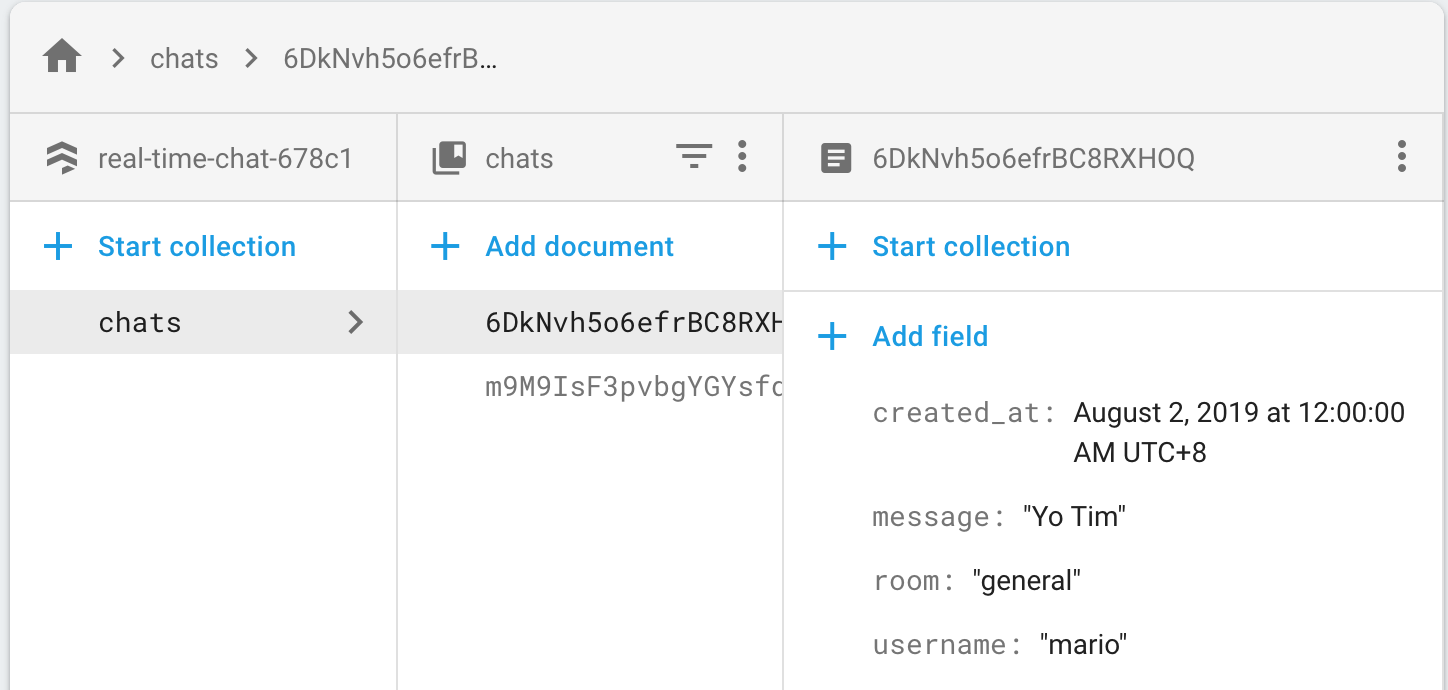 chats
6DkNvh5o6efrB...
real-time-chat-678c1
chats
6DkNvh5o6efrBC8RXHOQ
Start collection
Add document
Start collection
chats
6DkNvh5o6efrBC8RXH
m9M9IsF3pvbgYGYsfc
Add field
created_at: August 2, 2019 at 12:00:00
AM UTC+8
message: "Yo Tim"
room: "general"
username: "mario"